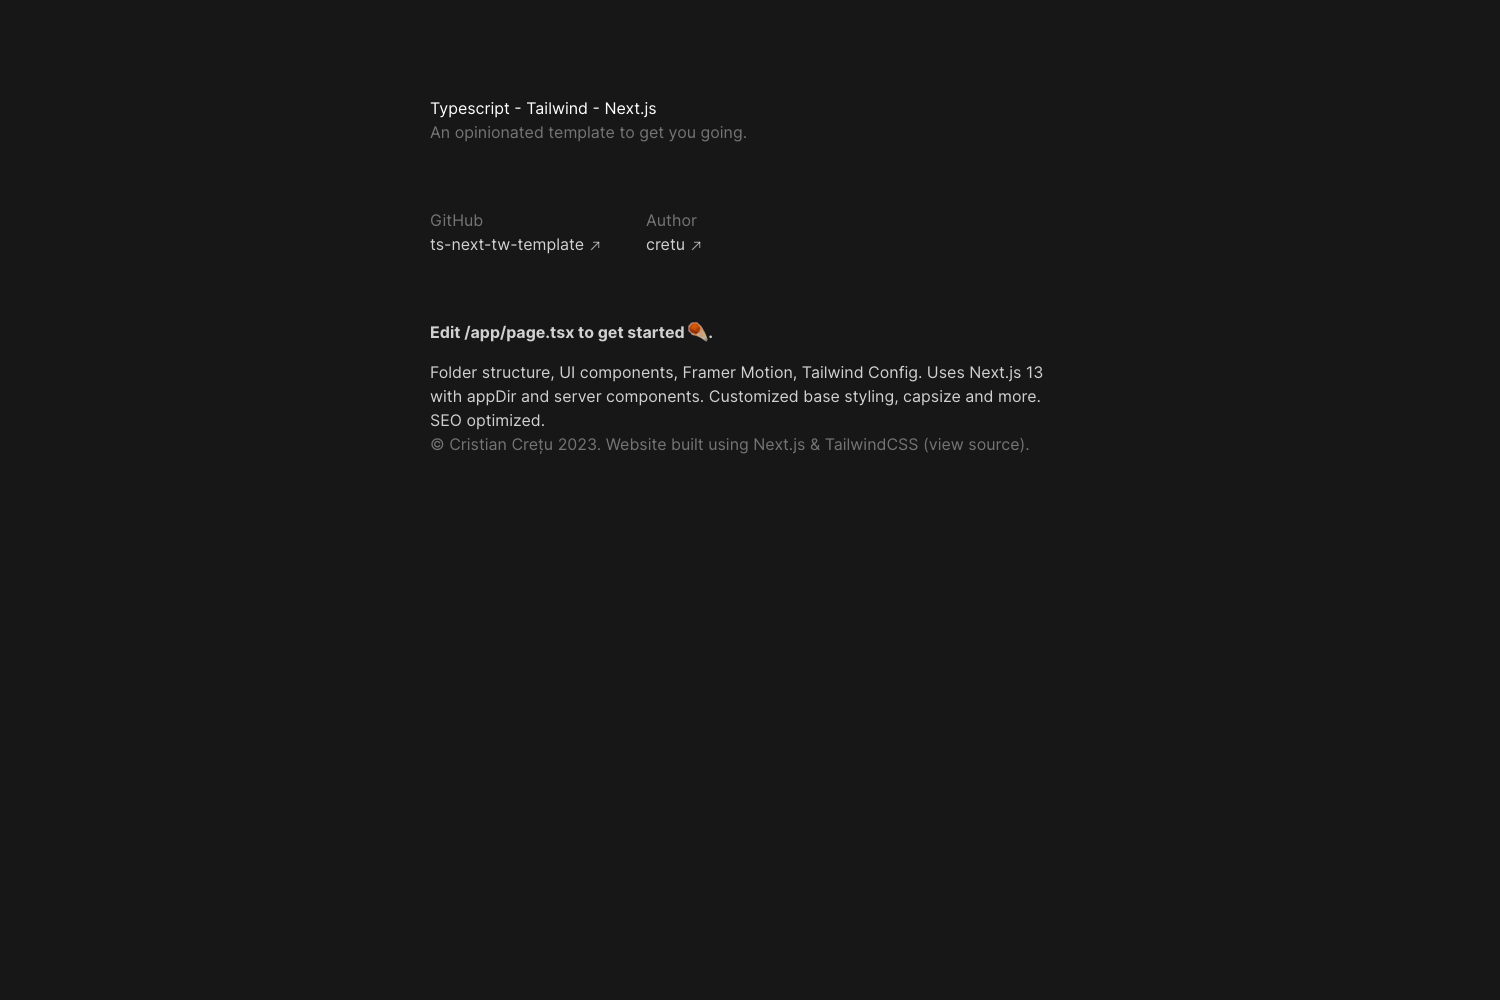 Typescript - Tailwind - Next.js
An opinionated template to get you going.
GitHub
ts-next-tw-template ↗
Author
cretu ↗
Edit /app/page.tsx to get started ☄️.
Folder structure, UI components, Framer Motion, Tailwind Config. Uses Next.js 13
with appDir and server components. Customized base styling, capsize and more.
SEO optimized.
© Cristian Crețu 2023. Website built using Next.js & TailwindCSS (view source).